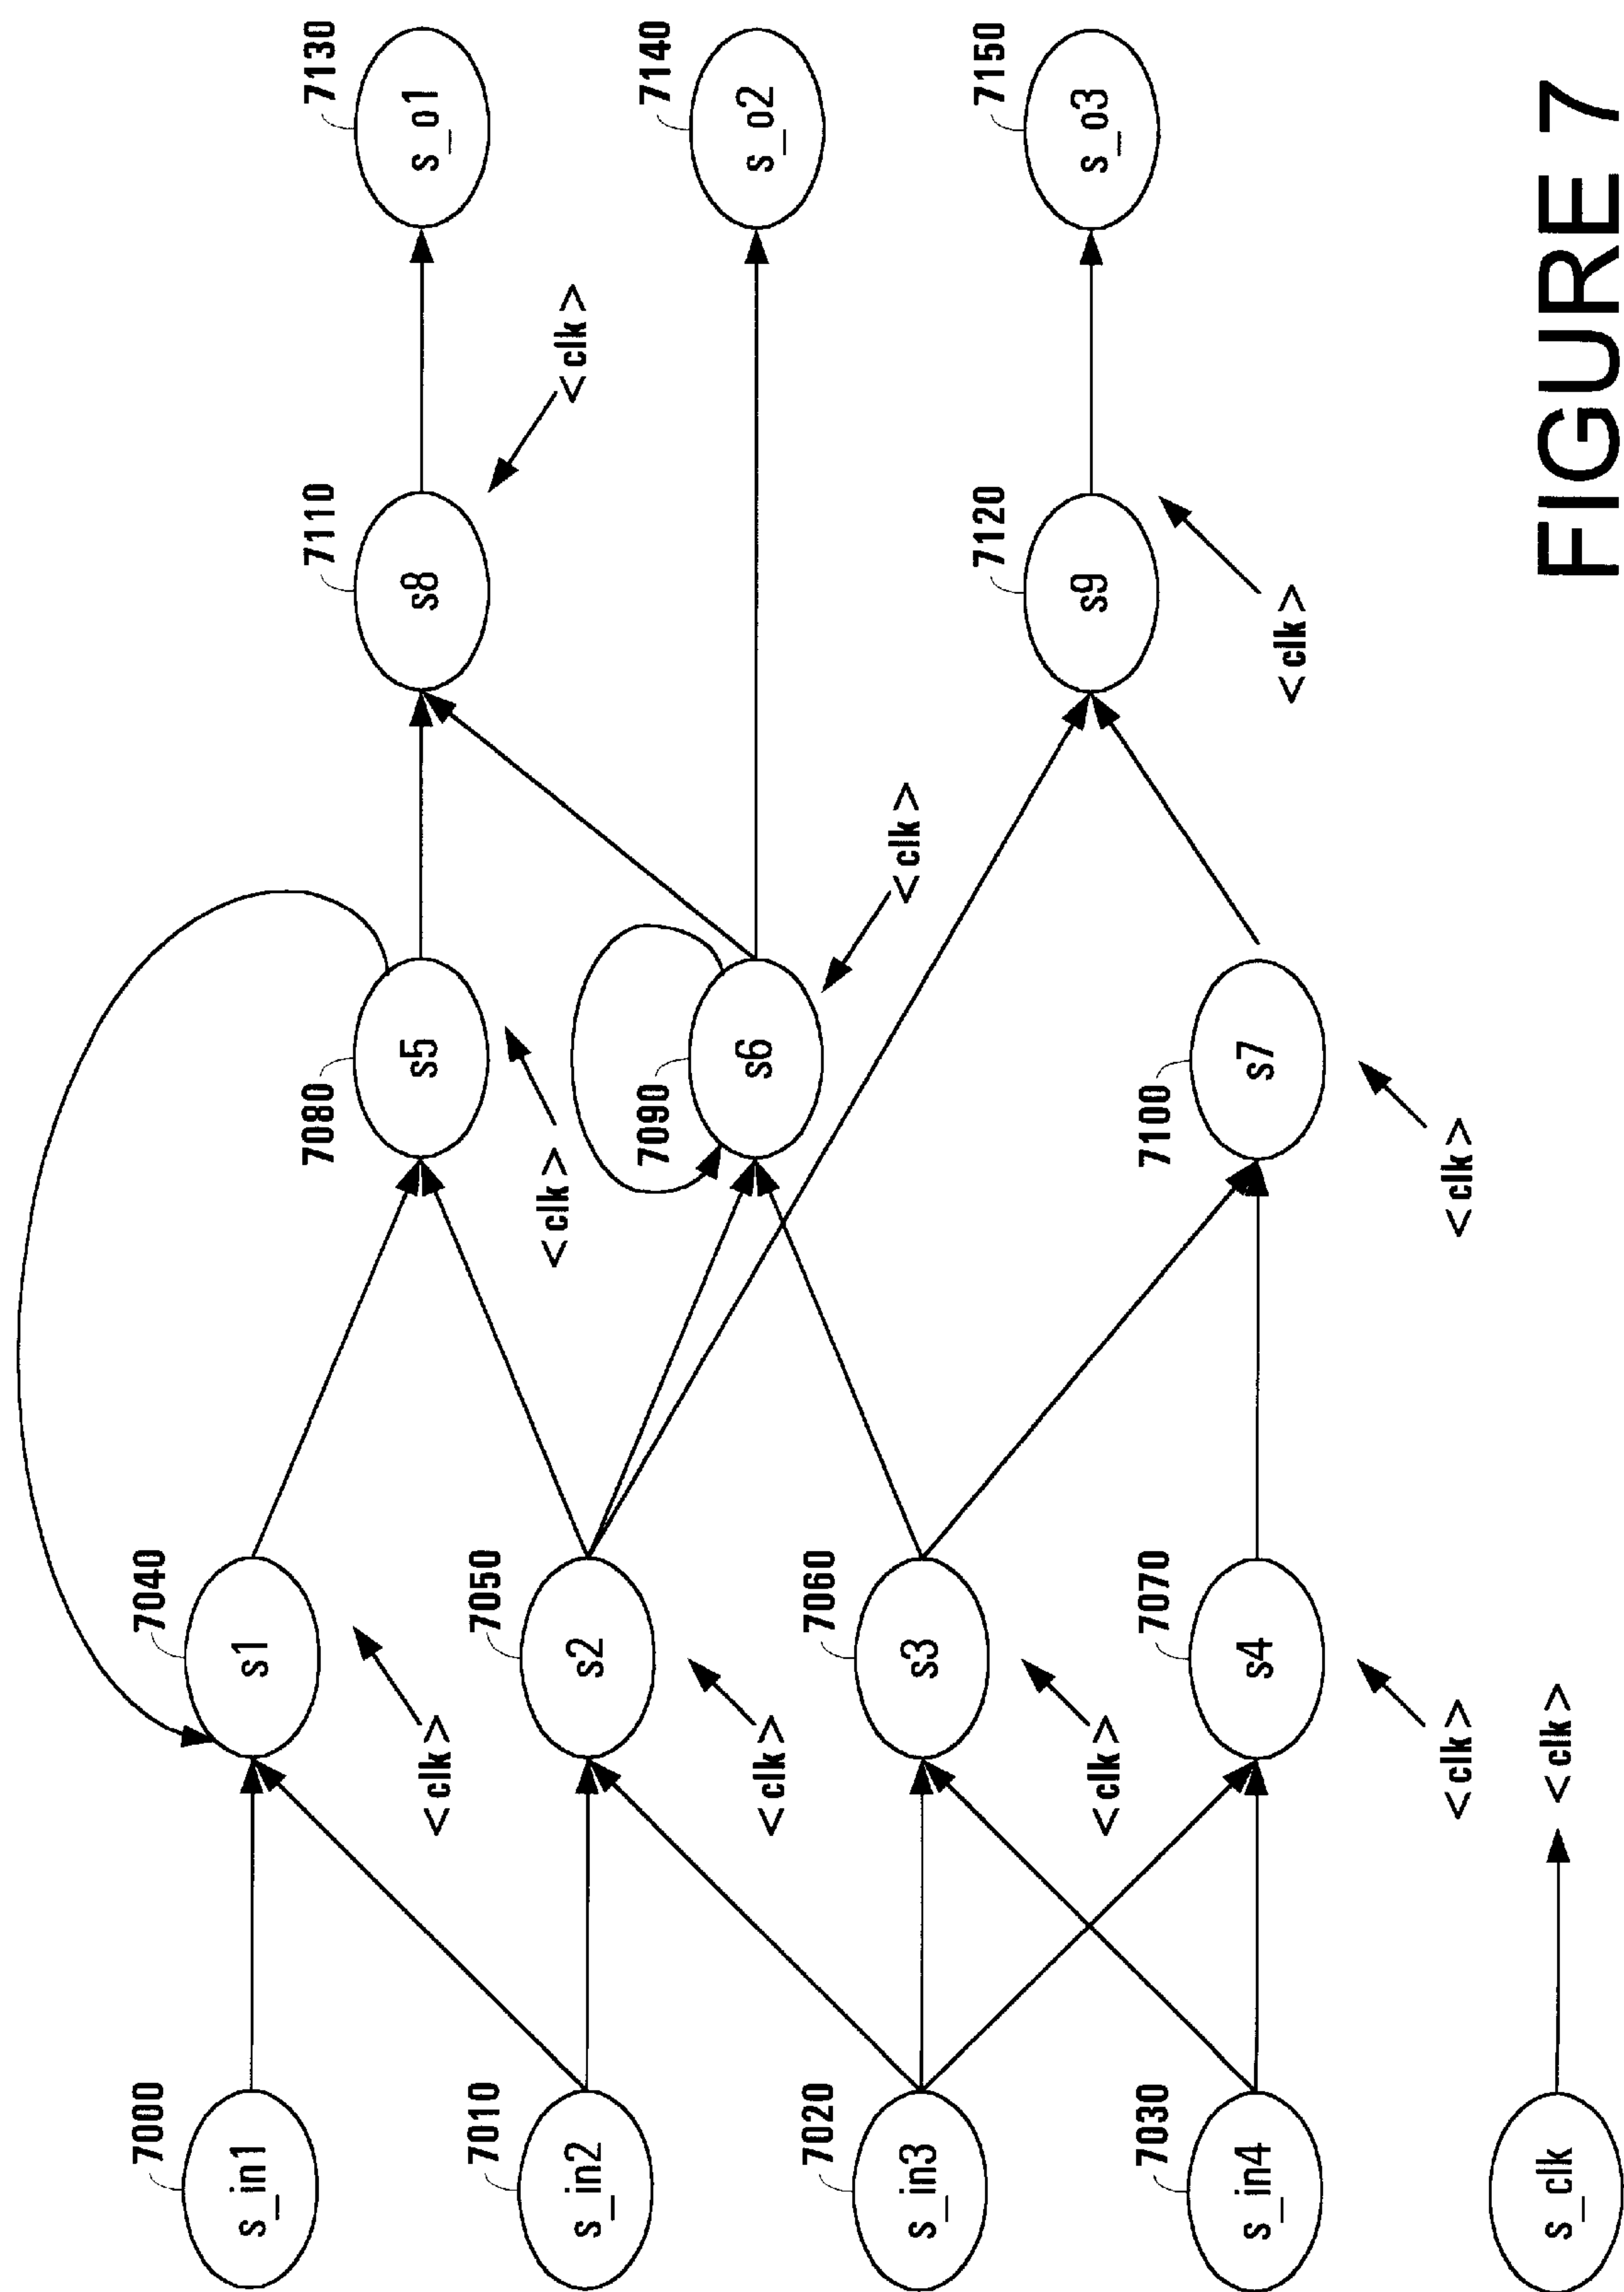 7000
s_in1
7010
s_in2
7020
s_in3
7030
s_in4
s_clk
<clk>
7040
s1
<clk>
7050
s2
<clk>
7060
s3
<clk>
7070
s4
<clk>
7080
s5
<clk>
7090
s6
<clk>
7100
s7
<clk>
7110
s8
<clk>
7120
s9
<clk>
7130
s_o1
7140
s_o2
7150
s_o3
FIGURE 7